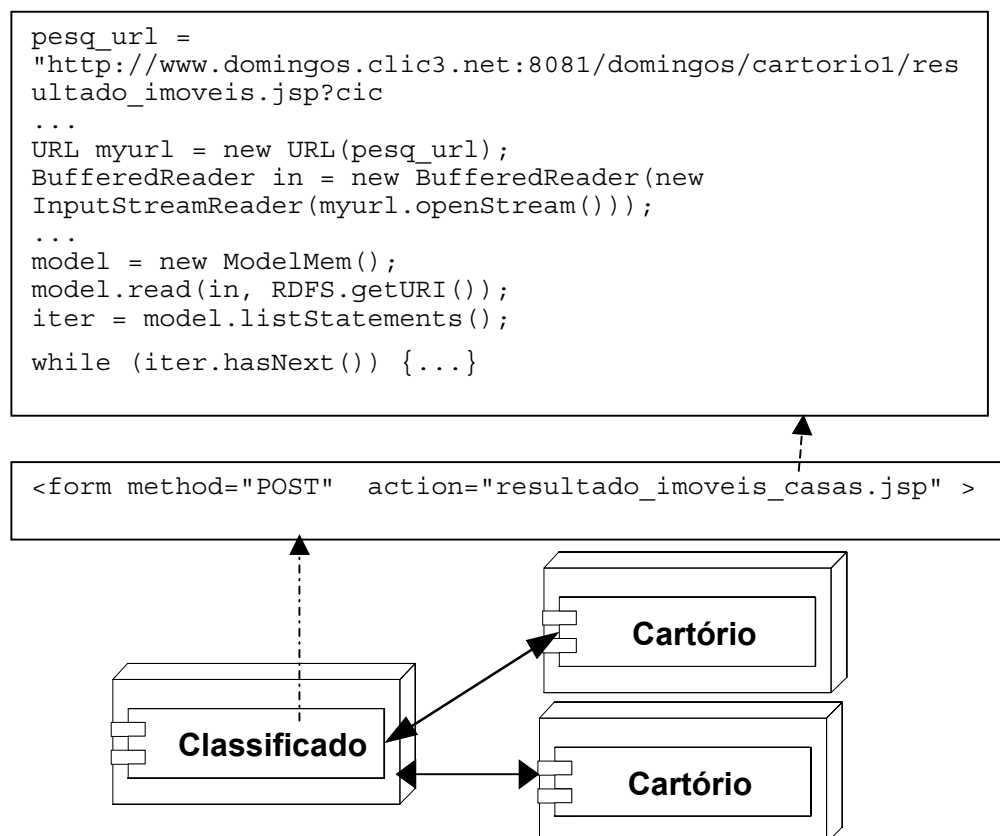 pesq_url =
"http://www.domingos.clic3.net:8081/domingos/cartorio1/res
ultado_imoveis.jsp?cic
...
URL myurl = new URL(pesq_url);
BufferedReader in = new BufferedReader(new
InputStreamReader(myurl.openStream()));
...
model = new ModelMem();
model.read(in, RDFS.getURI());
iter = model.listStatements();
while (iter.hasNext()) {...}
<form method="POST"  action="resultado_imoveis_casas.jsp" >
Cartório
Classificado
Cartório